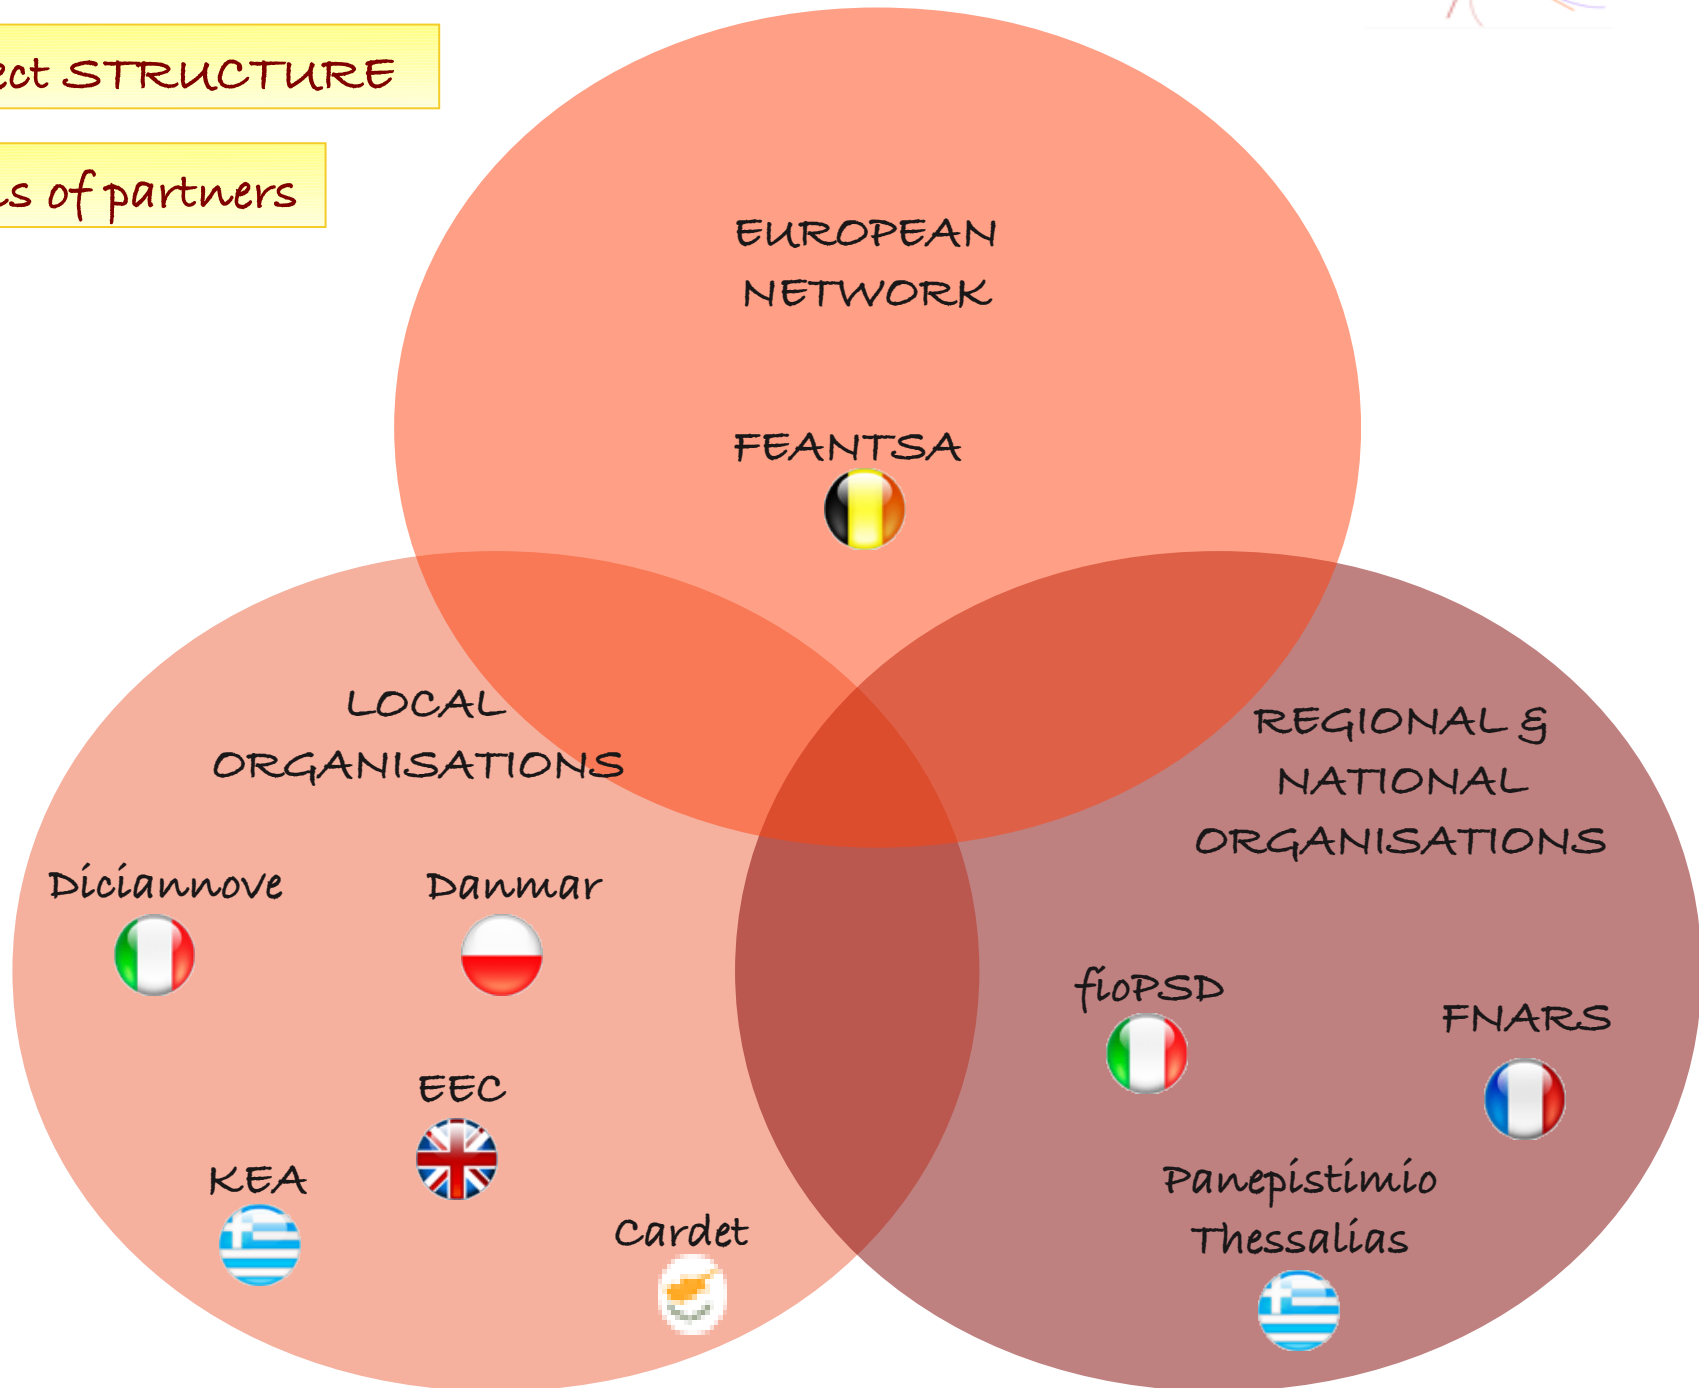 ect STRUCTURE
s of partners
EUROPEAN
NETWORK
FEANTSA
LOCAL
ORGANISATIONS
REGIONAL &
NATIONAL
ORGANISATIONS
Diciannove
Danmar
fioPSD
FNARS
EEC
KEA
Cardet
Panepistimio
Thessalias